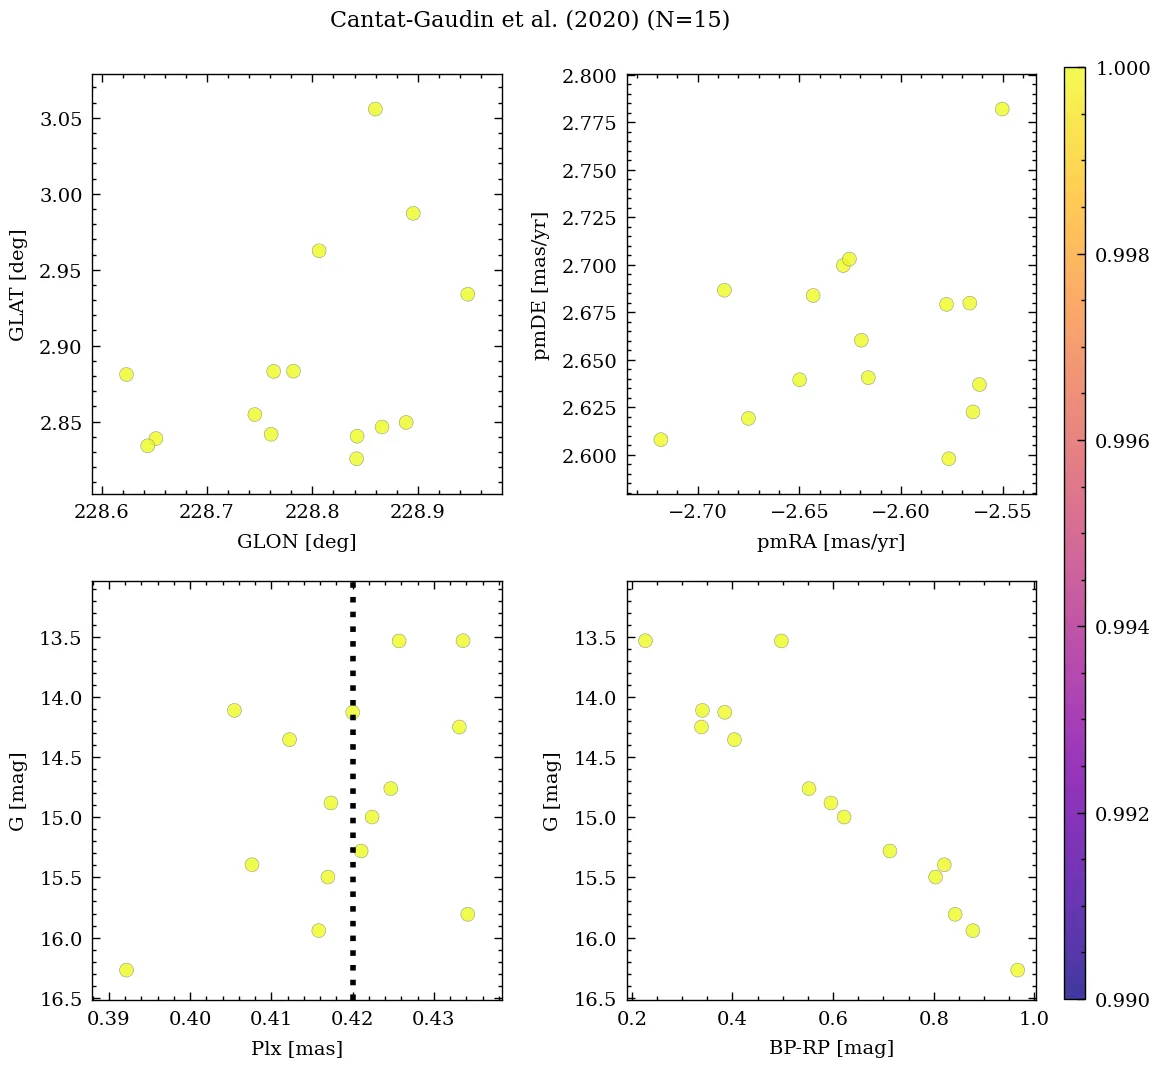 Cantat-Gaudin et al. (2020) (N=15)
3.05
3.00
2.95
2.90
2.85
GLAT [deg]
228.6 228.7 228.8 228.9
GLON [deg]
2.800
2.775
2.750
2.725
2.700
2.675
2.650
2.625
2.600
pmDE [mas/yr]
−2.70 −2.65 −2.60 −2.55
pmRA [mas/yr]
13.5
14.0
14.5
15.0
15.5
16.0
16.5
G [mag]
0.39 0.40 0.41 0.42 0.43
Plx [mas]
13.5
14.0
14.5
15.0
15.5
16.0
16.5
G [mag]
0.2 0.4 0.6 0.8 1.0
BP-RP [mag]
1.000
0.998
0.996
0.994
0.992
0.990